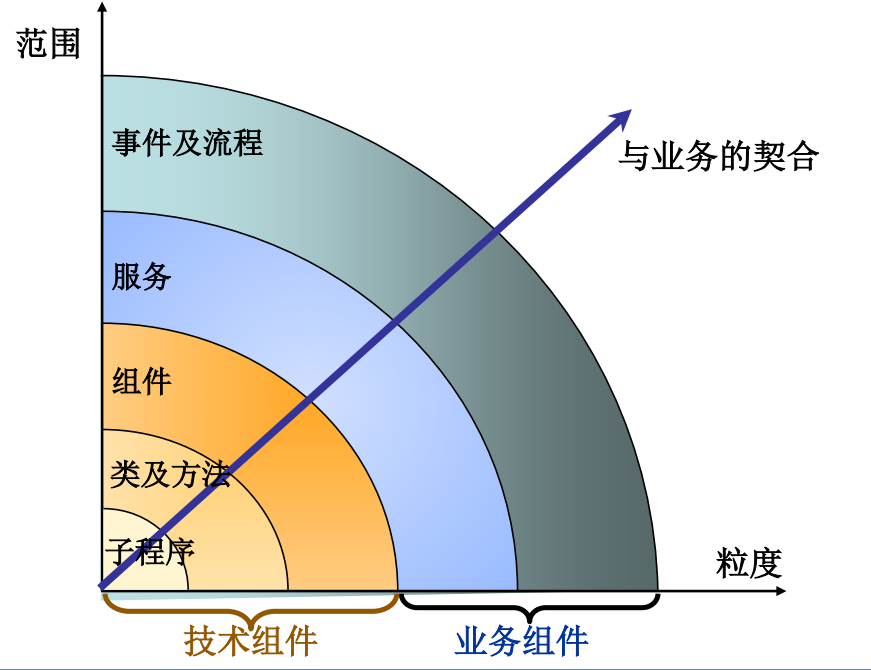 范围
事件及流程
与业务的契合
服务
组件
类及方法
子程序
粒度
技术组件
业务组件